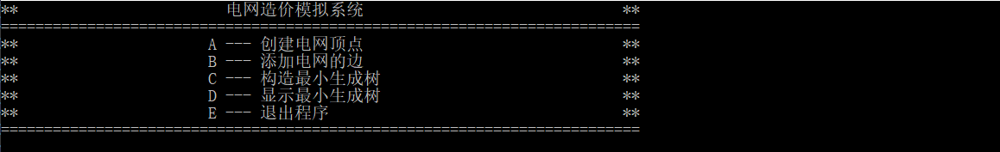 ** 电网造价模拟系统 **
==========================================================================
** A --- 创建电网顶点 **
** B --- 添加电网的边 **
** C --- 构造最小生成树 **
** D --- 显示最小生成树 **
** E --- 退出程序 **
==========================================================================